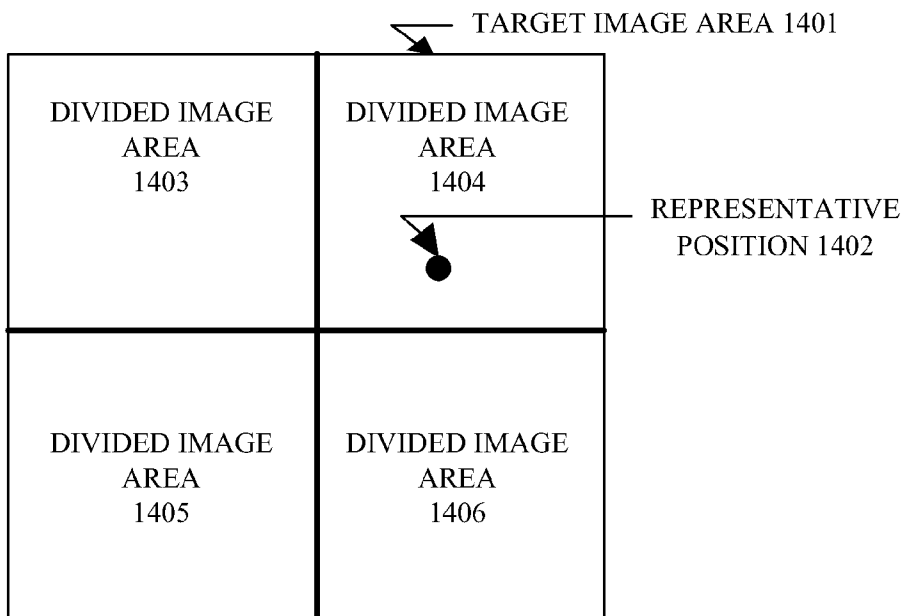 TARGET IMAGE AREA 1401
DIVIDED IMAGE
AREA
1403
DIVIDED IMAGE
AREA
1404
REPRESENTATIVE
POSITION 1402
DIVIDED IMAGE
AREA
1405
DIVIDED IMAGE
AREA
1406